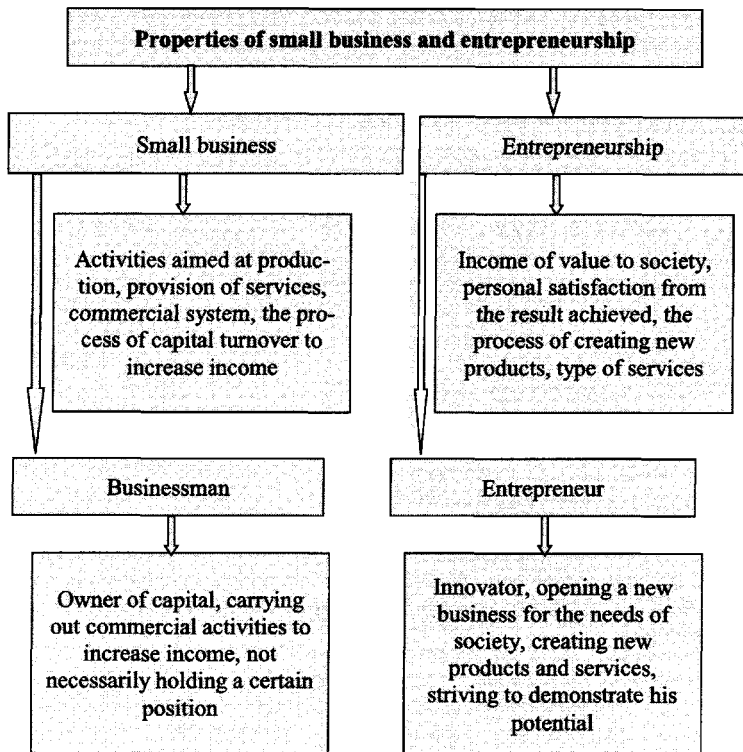 Properties of small business and entrepreneurship
Small business
Entrepreneurship
Activities aimed at produc-
tion, provision of services,
commercial system, the pro-
cess of capital turnover to
increase income
Income of value to society,
personal satisfaction from
the result achieved, the
process of creating new
products, type of services
Businessman
Entrepreneur
Owner of capital, carrying
out commercial activities to
increase income, not
necessarily holding a certain
position
Innovator, opening a new
business for the needs of
society, creating new
products and services,
striving to demonstrate his
potential